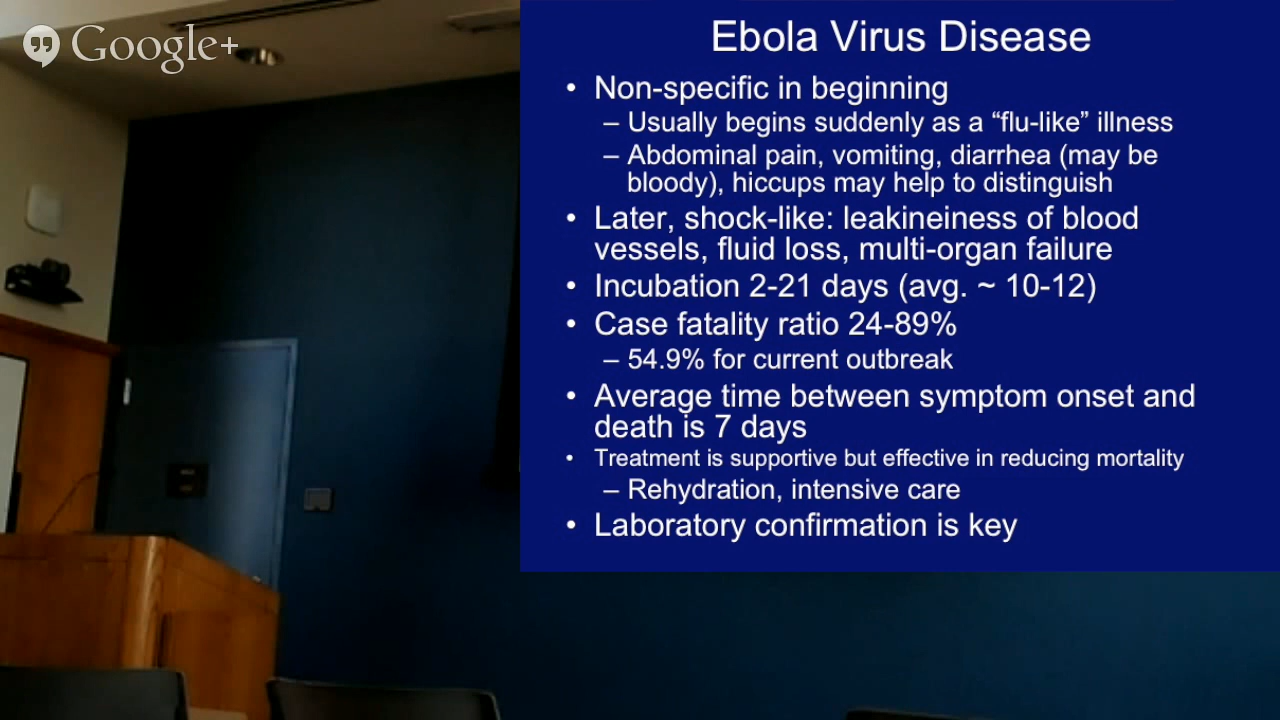 Google+
Ebola Virus Disease
• Non-specific in beginning
– Usually begins suddenly as a “flu-like” illness
– Abdominal pain, vomiting, diarrhea (may be
bloody), hiccups may help to distinguish
• Later, shock-like: leakineiness of blood
vessels, fluid loss, multi-organ failure
• Incubation 2-21 days (avg. ~ 10-12)
• Case fatality ratio 24-89%
– 54.9% for current outbreak
• Average time between symptom onset and
death is 7 days
• Treatment is supportive but effective in reducing mortality
– Rehydration, intensive care
• Laboratory confirmation is key